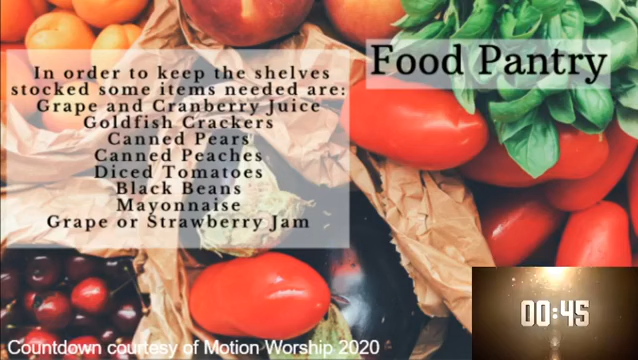 Food Pantry
In order to keep the shelves
stocked some items needed are:
Grape and Cranberry Juice
Goldfish Crackers
Canned Pears
Canned Peaches
Diced Tomatoes
Black Beans
Mayonnaise
Grape or Strawberry Jam
00:45
Countdown courtesy of Motion Worship 2020